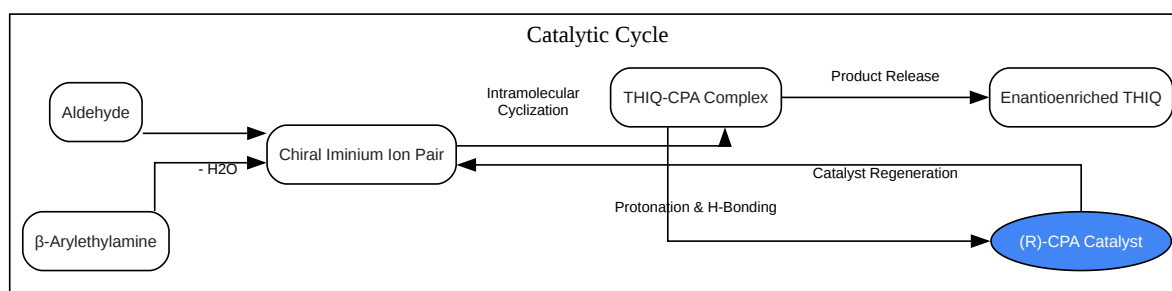 Catalytic Cycle
Aldehyde
β-Arylethylamine
- H2O
Chiral Iminium Ion Pair
Intramolecular
Cyclization
THIQ-CPA Complex
Product Release
Enantioenriched THIQ
Catalyst Regeneration
Protonation & H-Bonding
(R)-CPA Catalyst